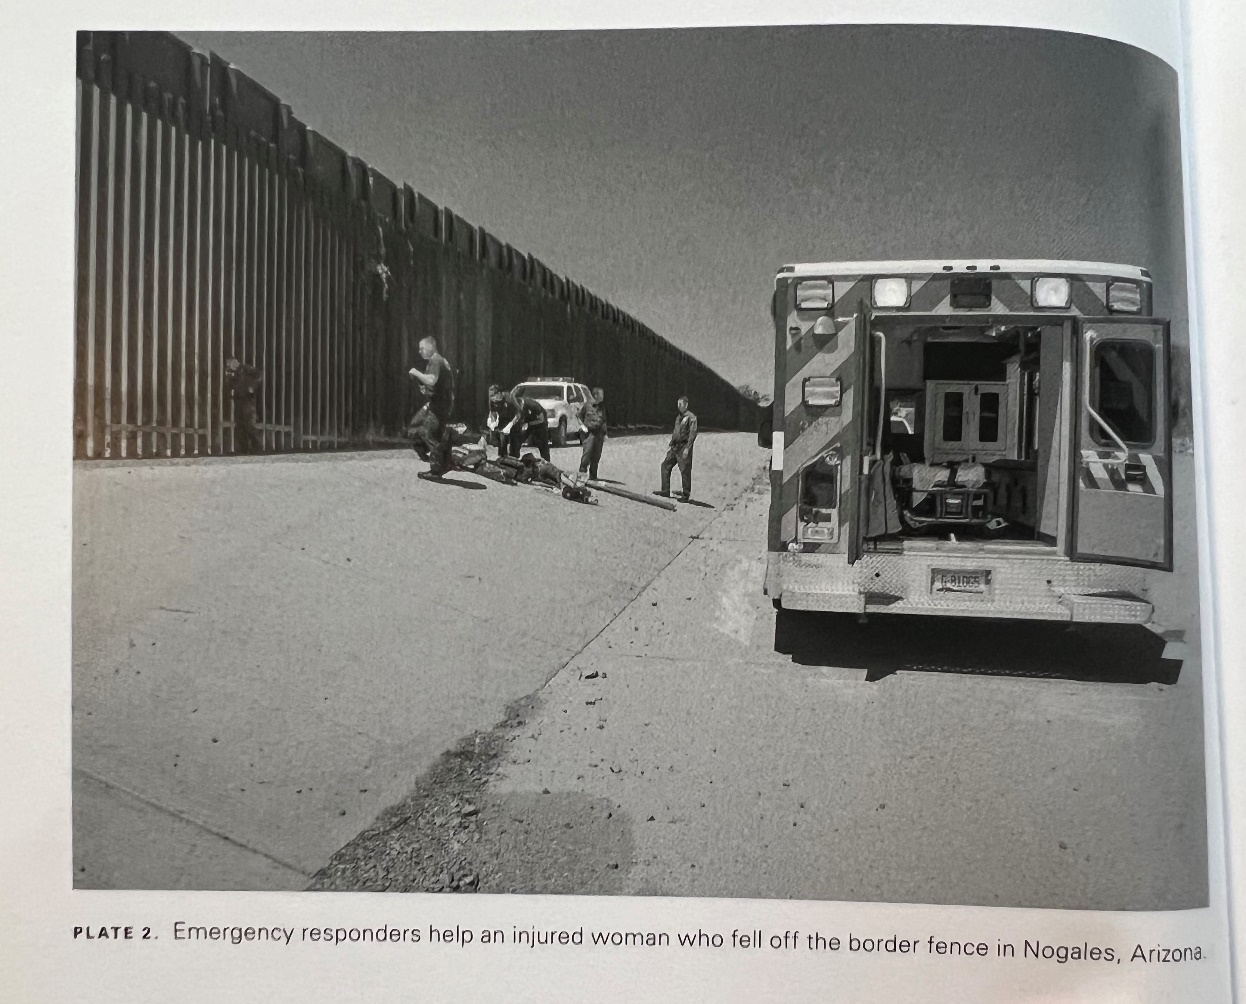 PLATE 2. Emergency responders help an injured woman who fell off the border fence in Nogales, Arizona.